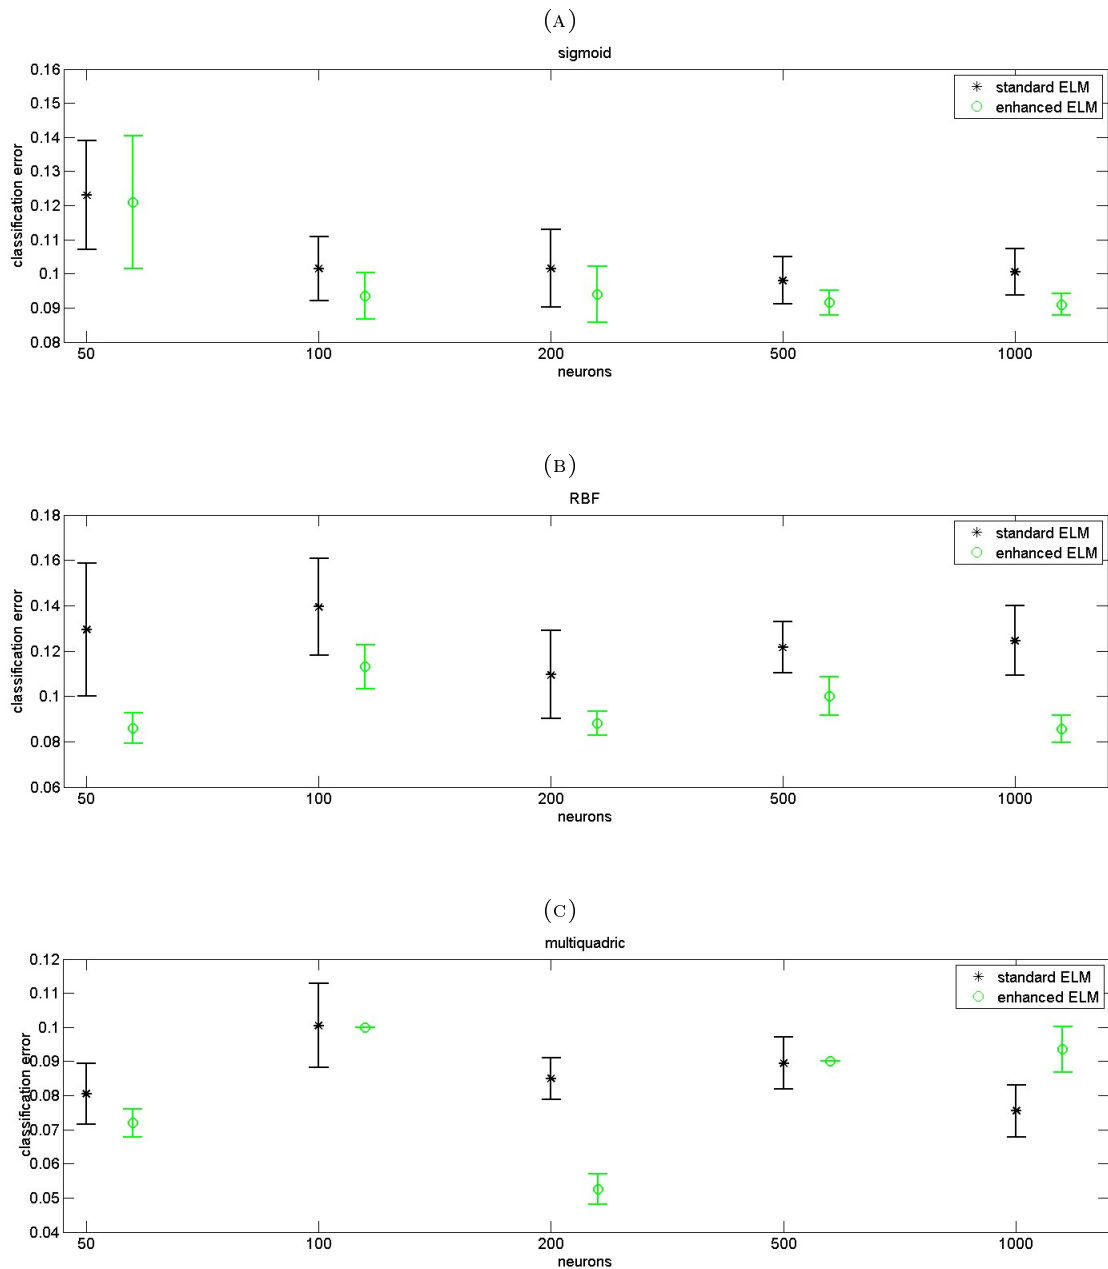 (A)
sigmoid
0.16
0.15
0.14
0.13
0.12
0.11
0.1
0.09
0.08
classification error
standard ELM
enhanced ELM
50 100 200 500 1000
neurons
(B)
RBF
0.18
0.16
0.14
0.12
0.1
0.08
0.06
classification error
standard ELM
enhanced ELM
50 100 200 500 1000
neurons
(C)
multiquadric
0.12
0.11
0.1
0.09
0.08
0.07
0.06
0.05
0.04
classification error
standard ELM
enhanced ELM
50 100 200 500 1000
neurons